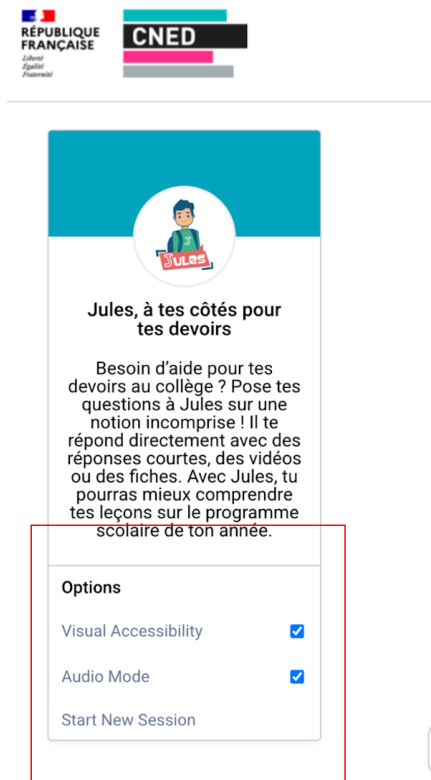 RÉPUBLIQUE
FRANÇAISE
Liberté
Égalité
Fraternité
CNED
JULES
Jules, à tes côtés pour
tes devoirs
Besoin d'aide pour tes
devoirs au collège ? Pose tes
questions à Jules sur une
notion incomprise ! Il te
répond directement avec des
réponses courtes, des vidéos
ou des fiches. Avec Jules, tu
pourras mieux comprendre
tes leçons sur le programme
scolaire de ton année.
Options
Visual Accessibility
Audio Mode
Start New Session